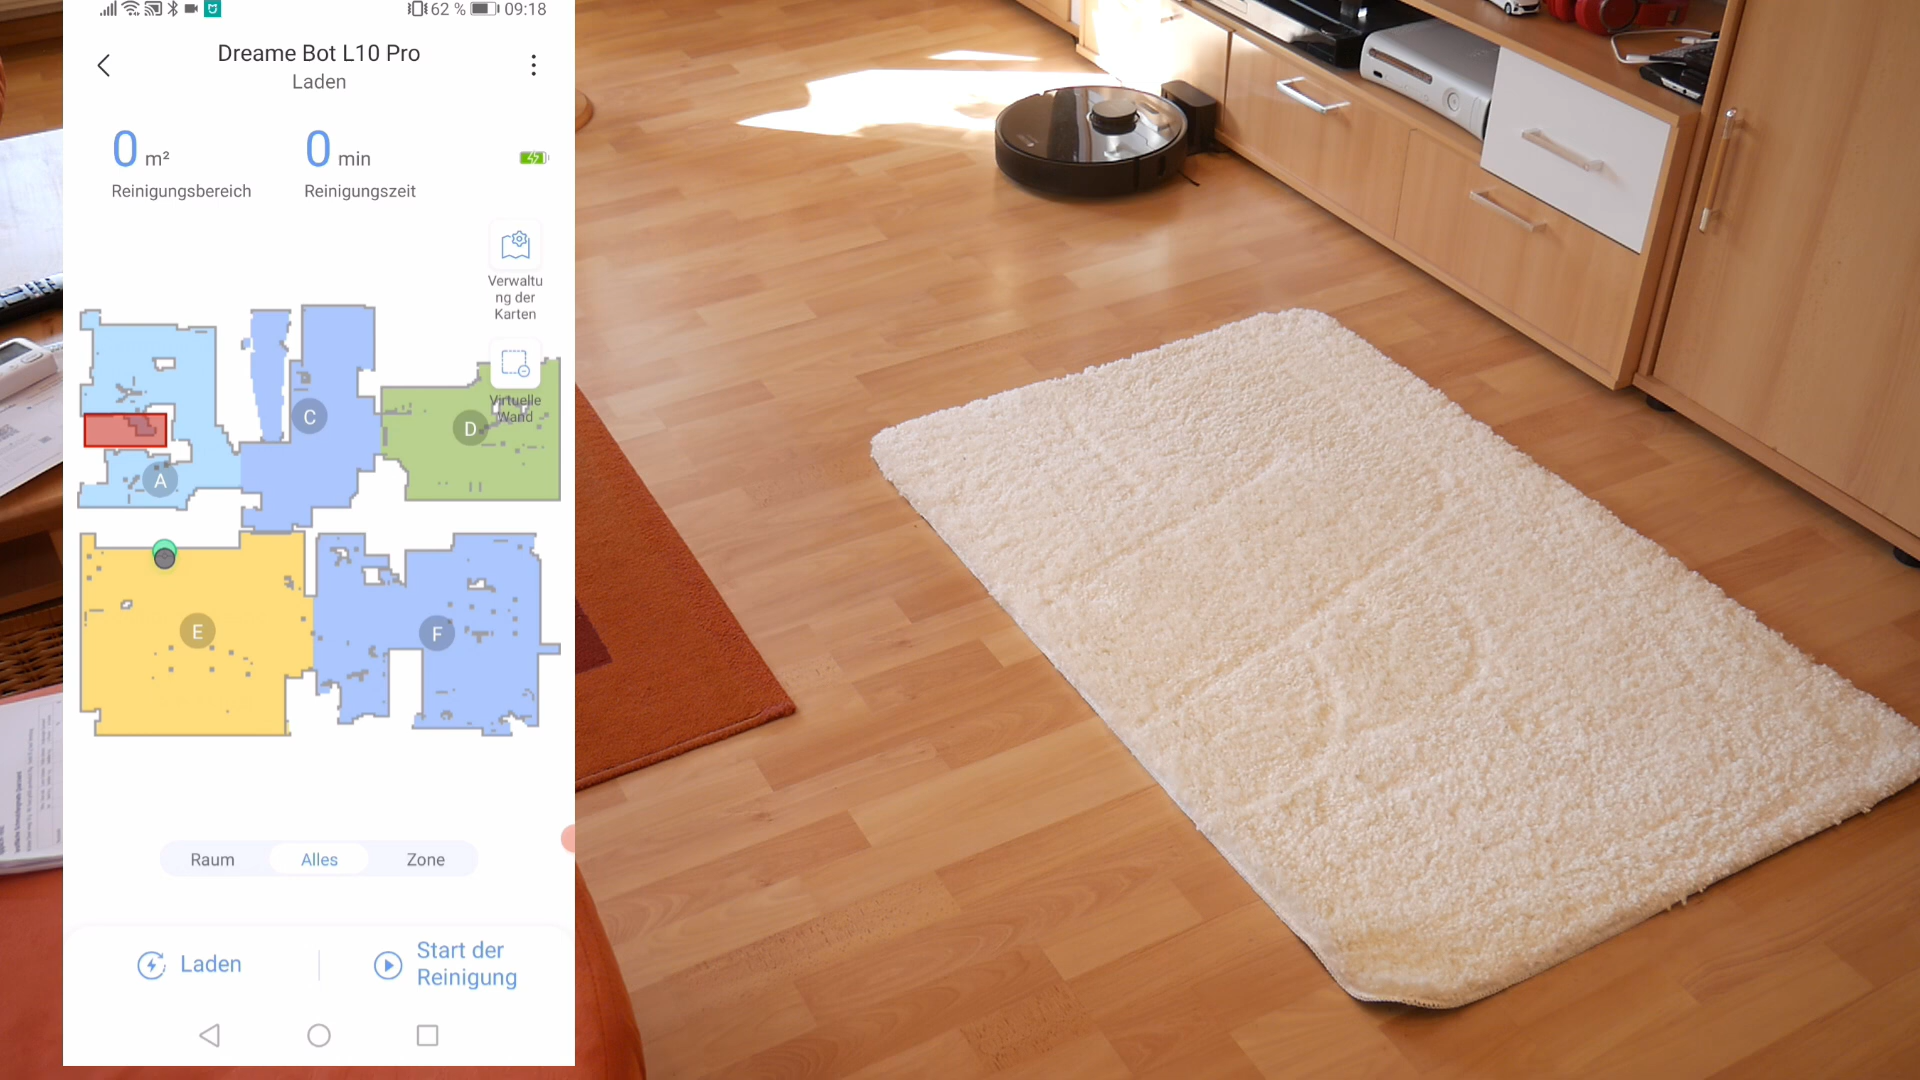 62 % 09:18
Dreame Bot L10 Pro
Laden
0 m²
0 min
Reinigungsbereich
Reinigungszeit
Verwaltu
ng der
Karten
Virtuelle
Wand
C
D
A
E
F
Raum
Alles
Zone
Laden
Start der
Reinigung